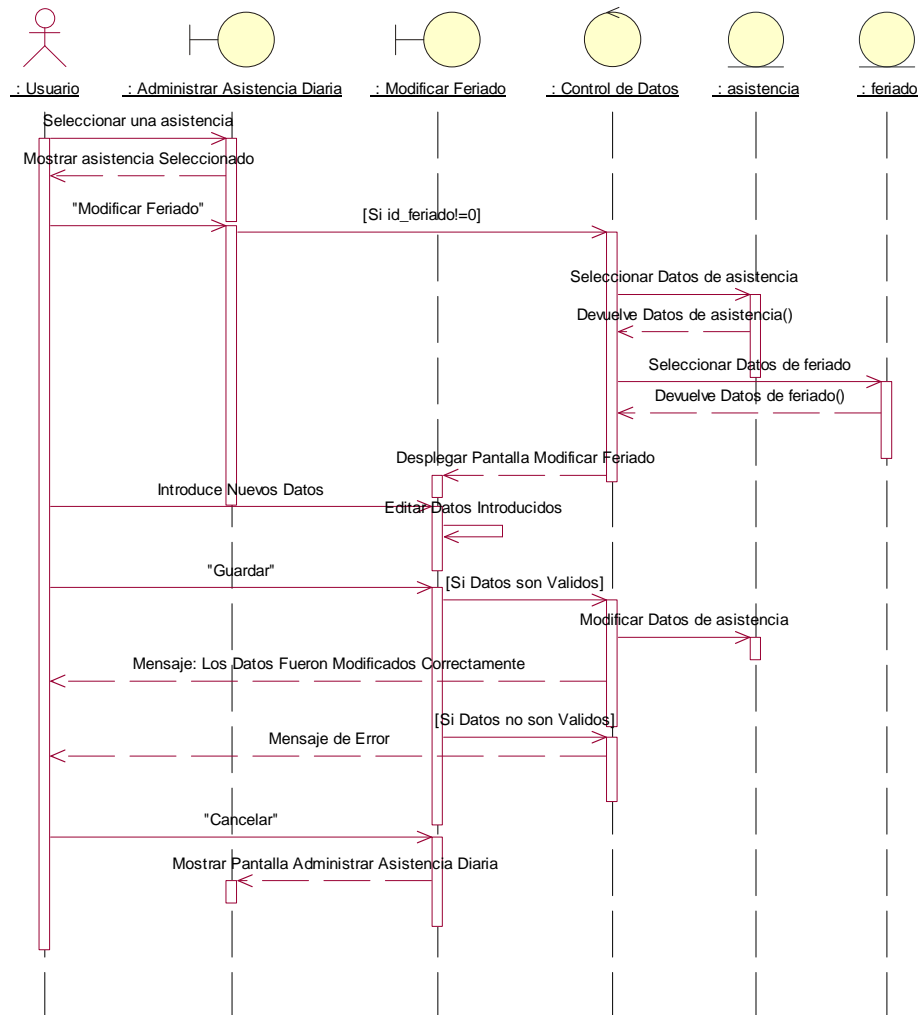 : Usuario
: Administrar Asistencia Diaria
: Modificar Feriado
: Control de Datos
: asistencia
: feriado
Seleccionar una asistencia
Mostrar asistencia Seleccionado
"Modificar Feriado"
[Si id_feriado!=0]
Seleccionar Datos de asistencia
Devuelve Datos de asistencia()
Seleccionar Datos de feriado
Devuelve Datos de feriado()
Desplegar Pantalla Modificar Feriado
Introduce Nuevos Datos
Editar Datos Introducidos
"Guardar"
[Si Datos son Validos]
Modificar Datos de asistencia
Mensaje: Los Datos Fueron Modificados Correctamente
[Si Datos no son Validos]
Mensaje de Error
"Cancelar"
Mostrar Pantalla Administrar Asistencia Diaria